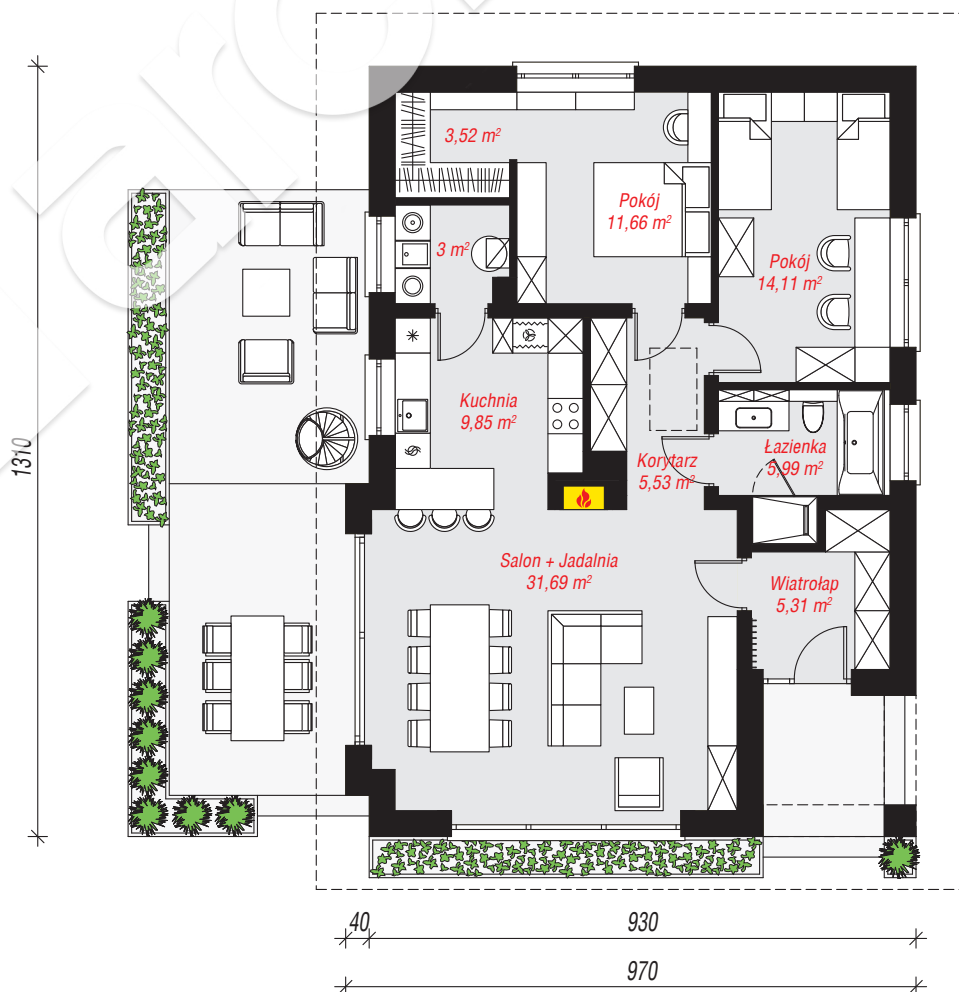 3,52 m²
Pokój
11,66 m²
3 m²
Pokój
14,11 m²
Kuchnia
9,85 m²
Łazienka
5,99 m²
Korytarz
5,53 m²
Salon + Jadalnia
31,69 m²
Wiatrołap
5,31 m²
1310
40
930
970